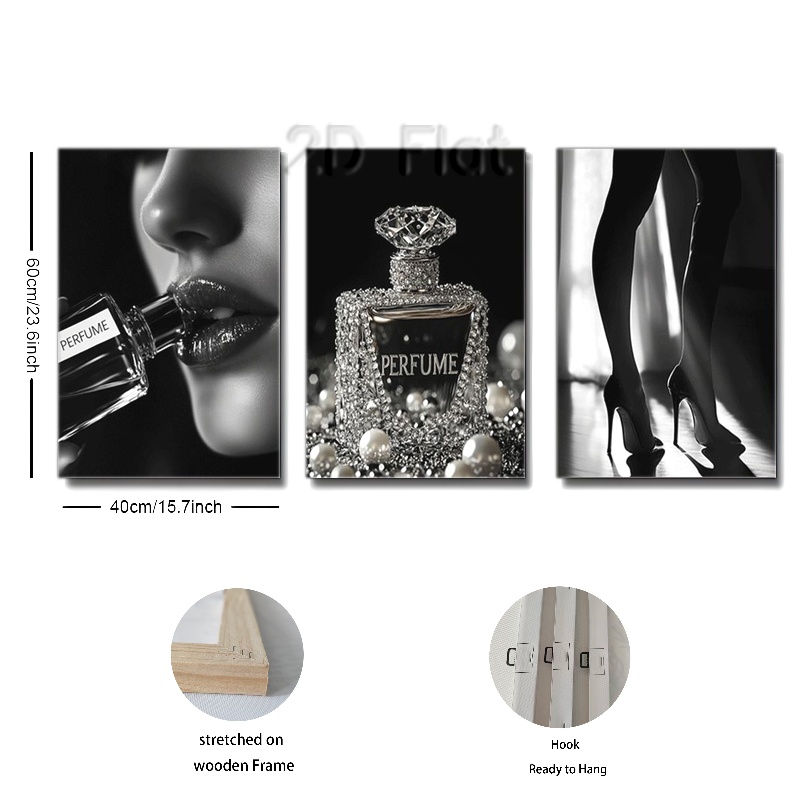 2D Flat
60cm/23.6inch
PERFUME
PERFUME
40cm/15.7inch
stretched on
wooden Frame
Hook
Ready to Hang